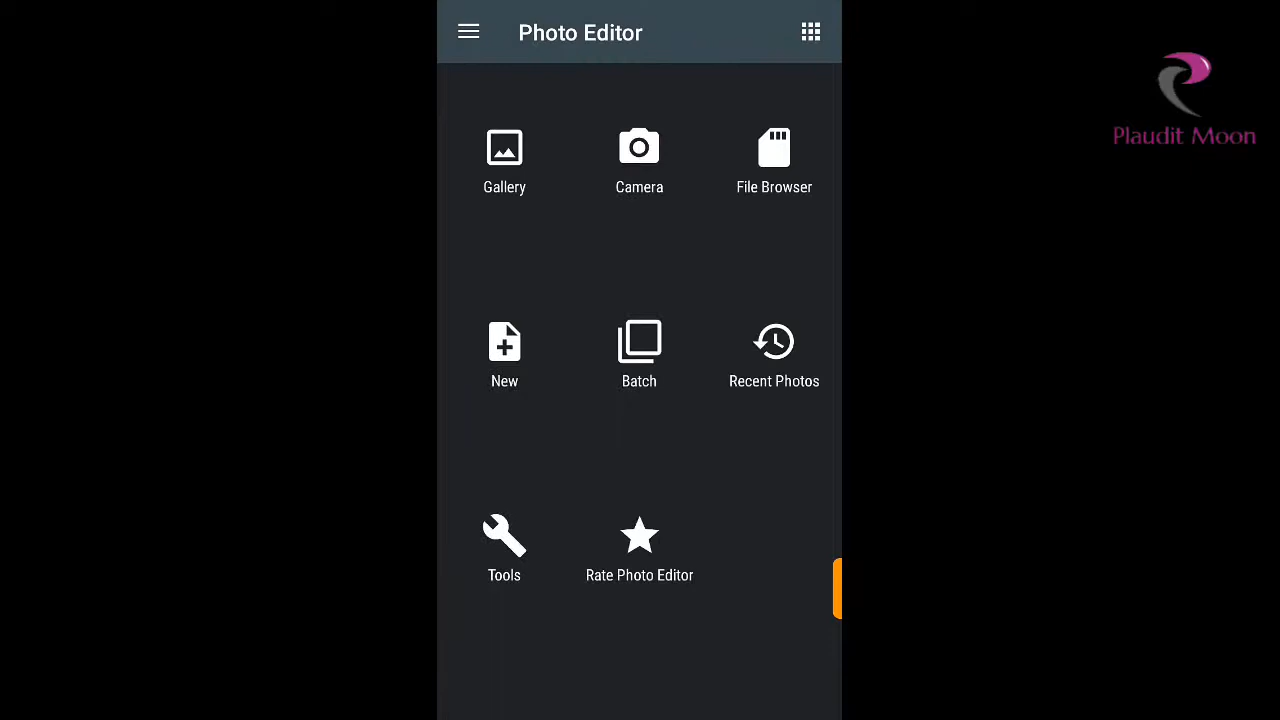 Photo Editor
Plaudit Moon
Gallery
Camera
File Browser
New
Batch
Recent Photos
Tools
Rate Photo Editor